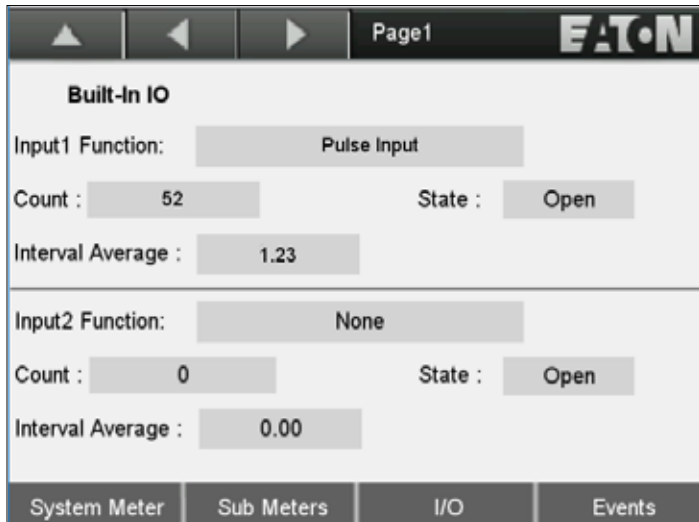 Page1 EATON
Built-In IO
Input1 Function: Pulse Input
Count : 52 State : Open
Interval Average : 1.23
Input2 Function: None
Count : 0 State : Open
Interval Average : 0.00
System Meter Sub Meters I/O Events